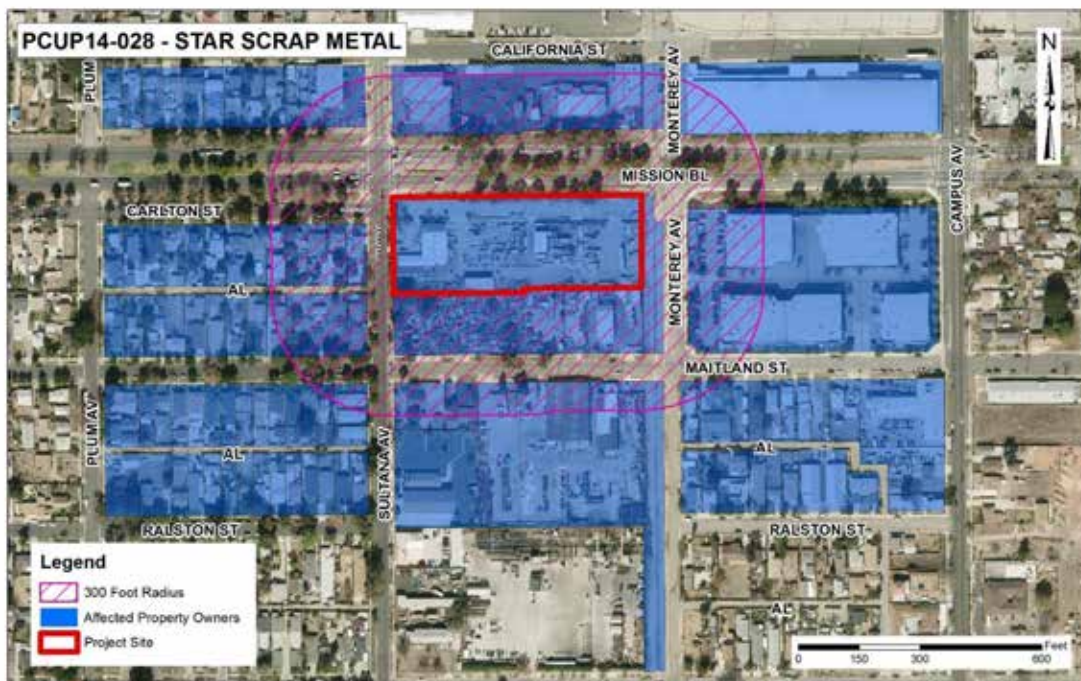 PCUP14-028 - STAR SCRAP METAL
CALIFORNIA ST
N
PLUM
MONTEREY AV
MISSION BL
CAMPUS AV
CARLTON ST
AL
MONTEREY AV
MAITLAND ST
PLUM AV
AL
SULTANA AV
AL
RALSTON ST
RALSTON ST
AL
Legend
300 Foot Radius
Affected Property Owners
Project Site
Feet
0 150 300 600